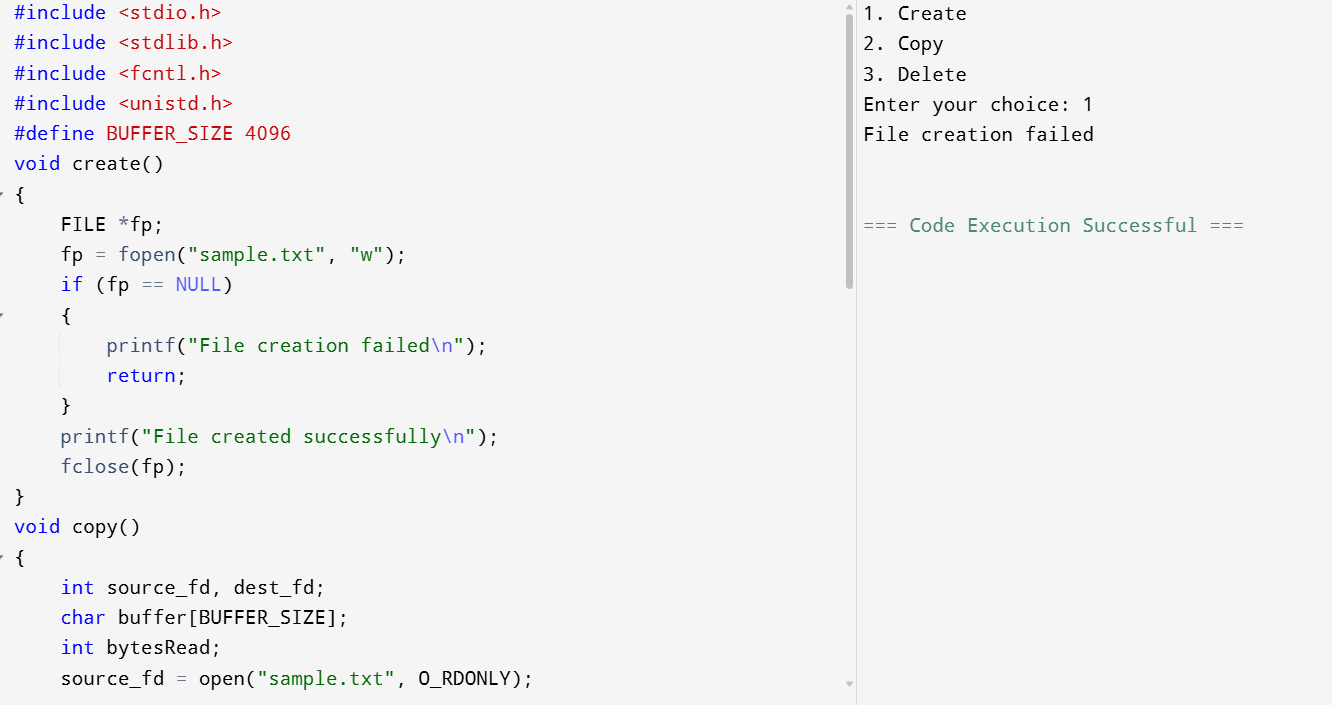 #include <stdio.h>
#include <stdlib.h>
#include <fcntl.h>
#include <unistd.h>
#define BUFFER_SIZE 4096
void create()
{
    FILE *fp;
    fp = fopen("sample.txt", "w");
    if (fp == NULL)
    {
        printf("File creation failed\n");
        return;
    }
    printf("File created successfully\n");
    fclose(fp);
}
void copy()
{
    int source_fd, dest_fd;
    char buffer[BUFFER_SIZE];
    int bytesRead;
    source_fd = open("sample.txt", O_RDONLY);
1. Create
2. Copy
3. Delete
Enter your choice: 1
File creation failed
=== Code Execution Successful ===